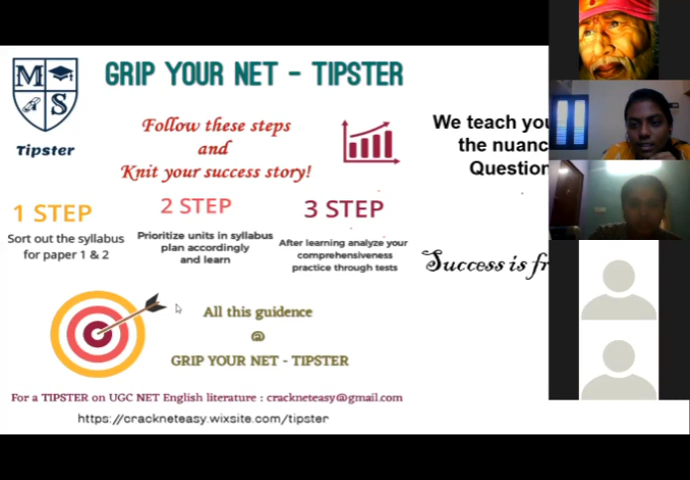 M S
Tipster
GRIP YOUR NET - TIPSTER
Follow these steps
and
Knit your success story!
We teach you
the nuanc
Question
1 STEP
Sort out the syllabus
for paper 1 & 2
2 STEP
Prioritize units in syllabus
plan accordingly
and learn
3 STEP
After learning analyze your
comprehensiveness
practice through tests
Success is fr
All this guidence
@
GRIP YOUR NET - TIPSTER
For a TIPSTER on UGC NET English literature : crackneteasy@gmail.com
https://crackneteasy.wixsite.com/tipster